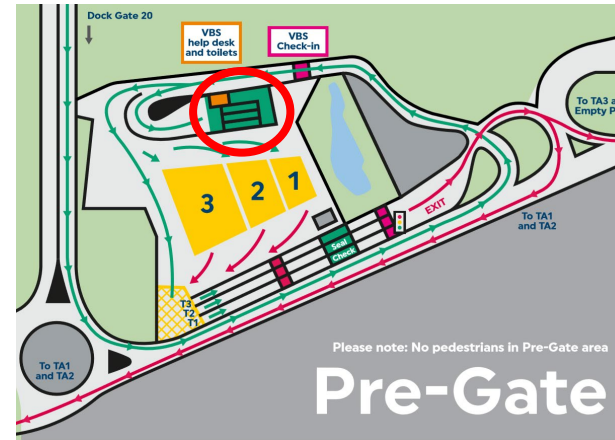 Dock Gate 20
VBS
help desk
and toilets
VBS
Check-in
To TA3 a
Empty P
3
2
1
EXIT
To TA1
and TA2
Seal
Check
T3
T2
T1
To TA1
and TA2
Please note: No pedestrians in Pre-Gate area
Pre-Gate